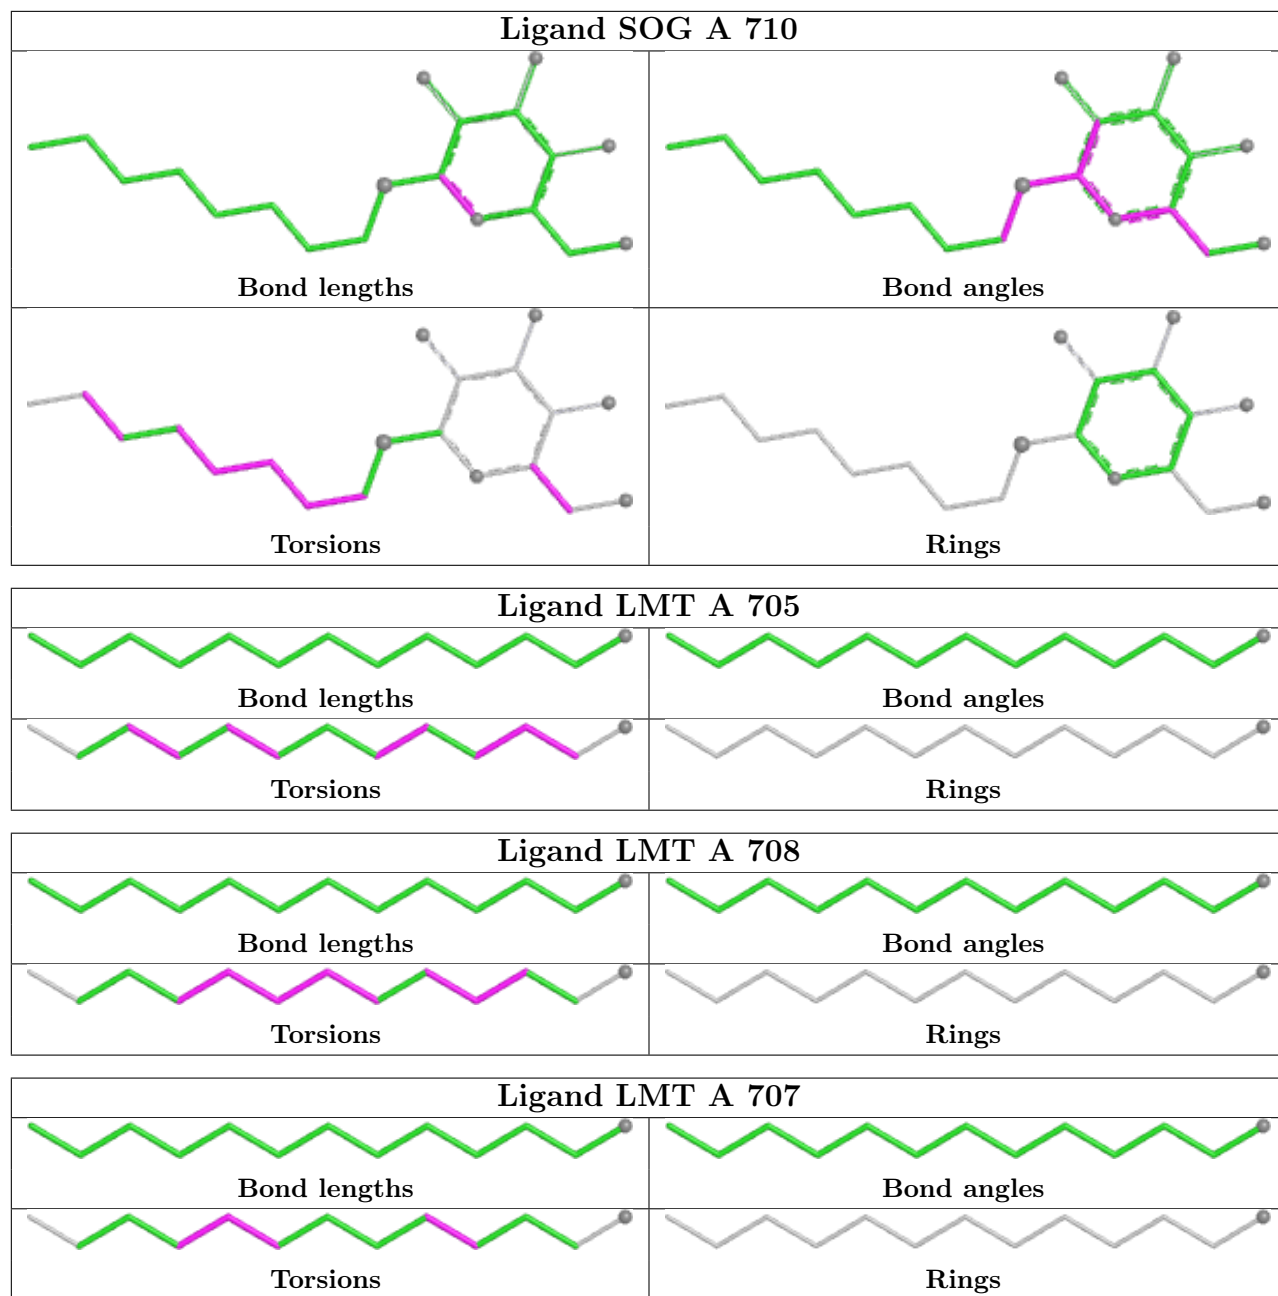 Ligand SOG A 710
Bond lengths
Bond angles
Torsions
Rings
Ligand LMT A 705
Bond lengths
Bond angles
Torsions
Rings
Ligand LMT A 708
Bond lengths
Bond angles
Torsions
Rings
Ligand LMT A 707
Bond lengths
Bond angles
Torsions
Rings